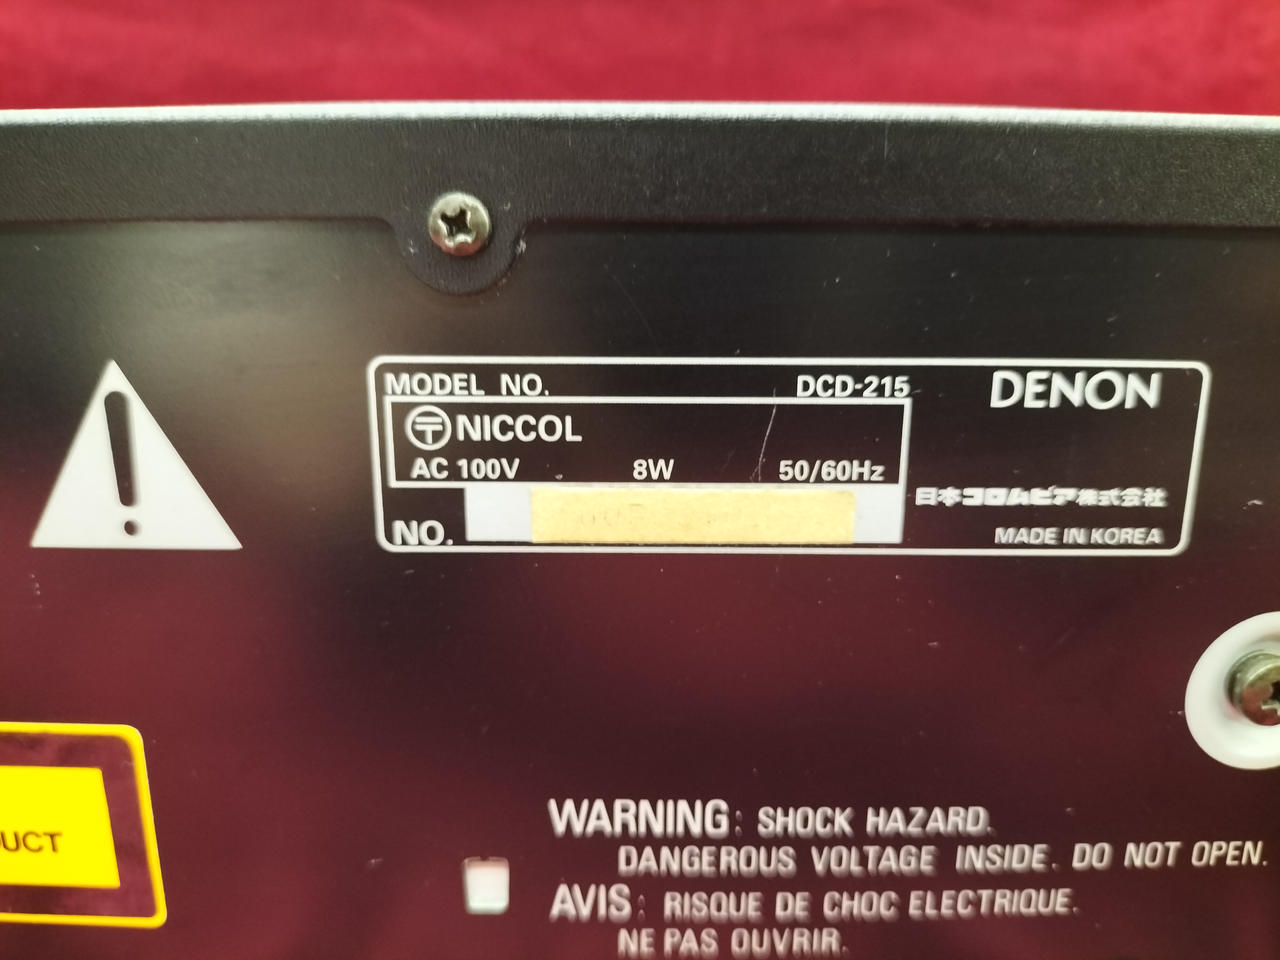 MODEL NO. DCD-215 DENON
〒 NICCOL
AC 100V 8W 50/60Hz
日本コロムビア株式会社
NO.
MADE IN KOREA
UCT
WARNING: SHOCK HAZARD.
DANGEROUS VOLTAGE INSIDE. DO NOT OPEN.
AVIS: RISQUE DE CHOC ELECTRIQUE.
NE PAS OUVRIR.